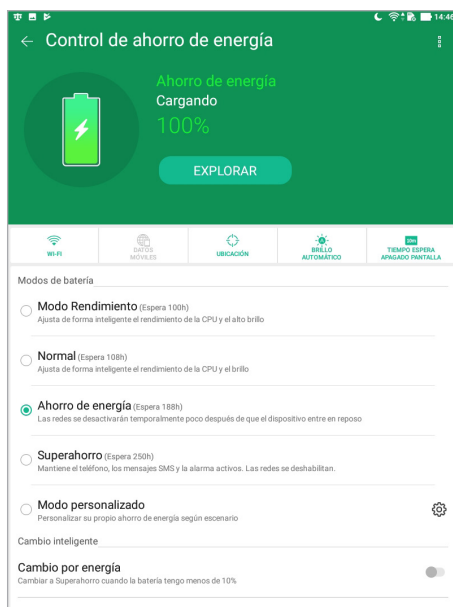 14:46
Control de ahorro de energía
Ahorro de energía
Cargando
100%
EXPLORAR
WI-FI
DATOS
MÓVILES
UBICACIÓN
BRILLO
AUTOMÁTICO
30m
TIEMPO ESPERA
APAGADO PANTALLA
Modos de batería
Modo Rendimiento (Espera 100h)
Ajusta de forma inteligente el rendimiento de la CPU y el alto brillo
Normal (Espera 108h)
Ajusta de forma inteligente el rendimiento de la CPU y el brillo
Ahorro de energía (Espera 188h)
Las redes se desactivarán temporalmente poco después de que el dispositivo entre en reposo
Superahorro (Espera 250h)
Mantiene el teléfono, los mensajes SMS y la alarma activos. Las redes se deshabilitan.
Modo personalizado
Personalizar su propio ahorro de energía según escenario
Cambio inteligente
Cambio por energía
Cambiar a Superahorro cuando la batería tengo menos de 10%